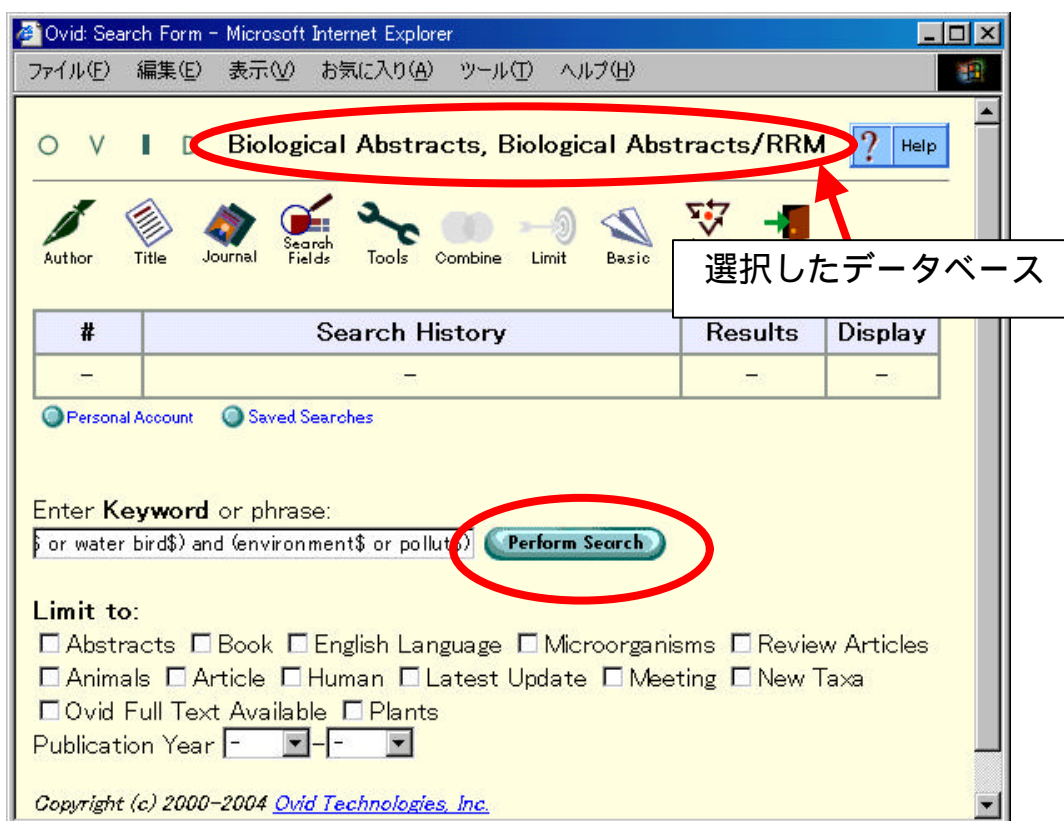 Ovid: Search Form - Microsoft Internet Explorer
ファイル(F) 編集(E) 表示(V) お気に入り(A) ツール(T) ヘルプ(H)
O V I D Biological Abstracts, Biological Abstracts/RRM ? Help
Author Title Journal Search Fields Tools Combine Limit Basic
選択したデータベース
# Search History Results Display
- - - -
Personal Account Saved Searches
Enter Keyword or phrase:
$ or water bird$) and (environment$ or pollut$) Perform Search
Limit to:
Abstracts Book English Language Microorganisms Review Articles
Animals Article Human Latest Update Meeting New Taxa
Ovid Full Text Available Plants
Publication Year - - -
Copyright (c) 2000-2004 Ovid Technologies, Inc.